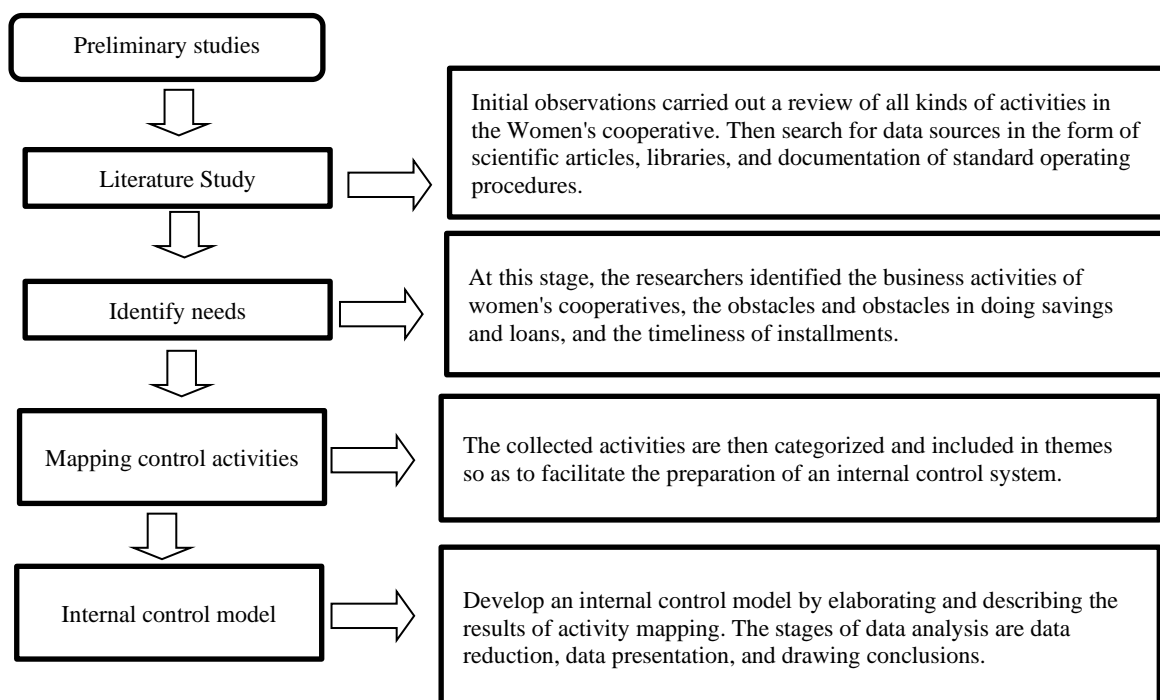 Preliminary studies
Initial observations carried out a review of all kinds of activities in
the Women's cooperative. Then search for data sources in the form of
scientific articles, libraries, and documentation of standard operating
procedures.
Literature Study
At this stage, the researchers identified the business activities of
women's cooperatives, the obstacles and obstacles in doing savings
and loans, and the timeliness of installments.
Identify needs
The collected activities are then categorized and included in themes
so as to facilitate the preparation of an internal control system.
Mapping control activities
Develop an internal control model by elaborating and describing the
results of activity mapping. The stages of data analysis are data
reduction, data presentation, and drawing conclusions.
Internal control model